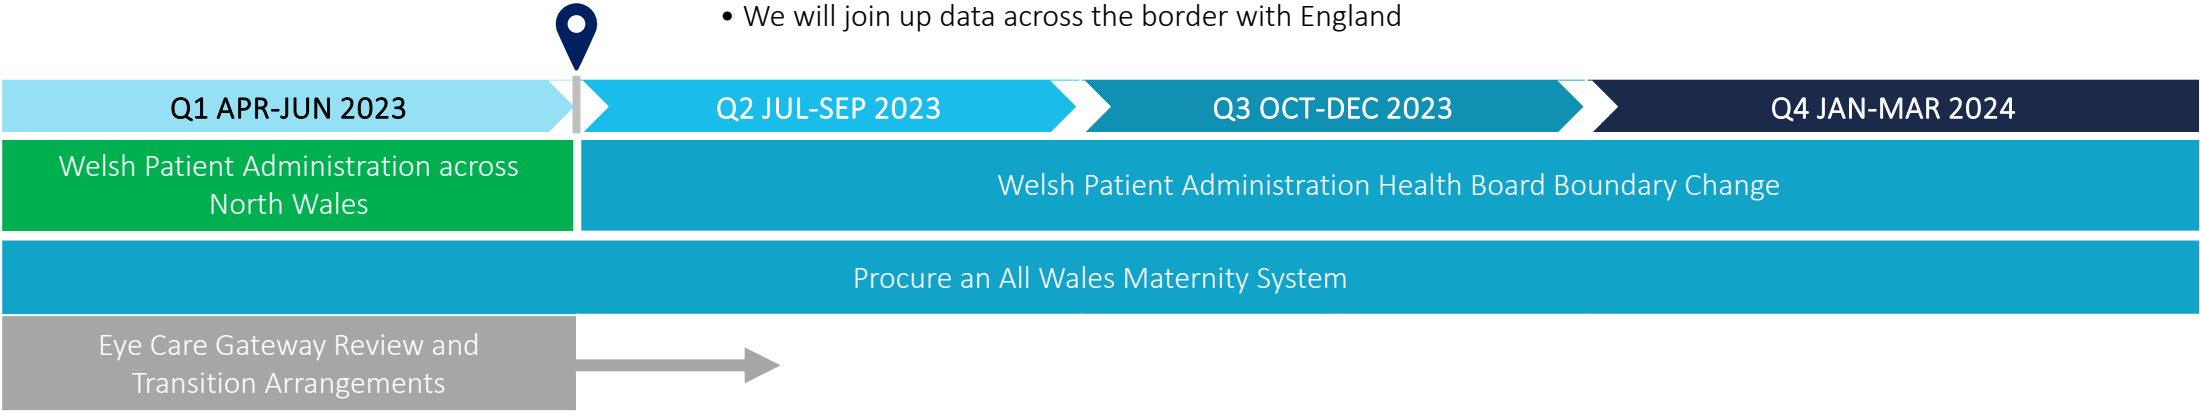 • We will join up data across the border with England
Q1 APR-JUN 2023
Q2 JUL-SEP 2023
Q3 OCT-DEC 2023
Q4 JAN-MAR 2024
Welsh Patient Administration across
North Wales
Welsh Patient Administration Health Board Boundary Change
Procure an All Wales Maternity System
Eye Care Gateway Review and
Transition Arrangements